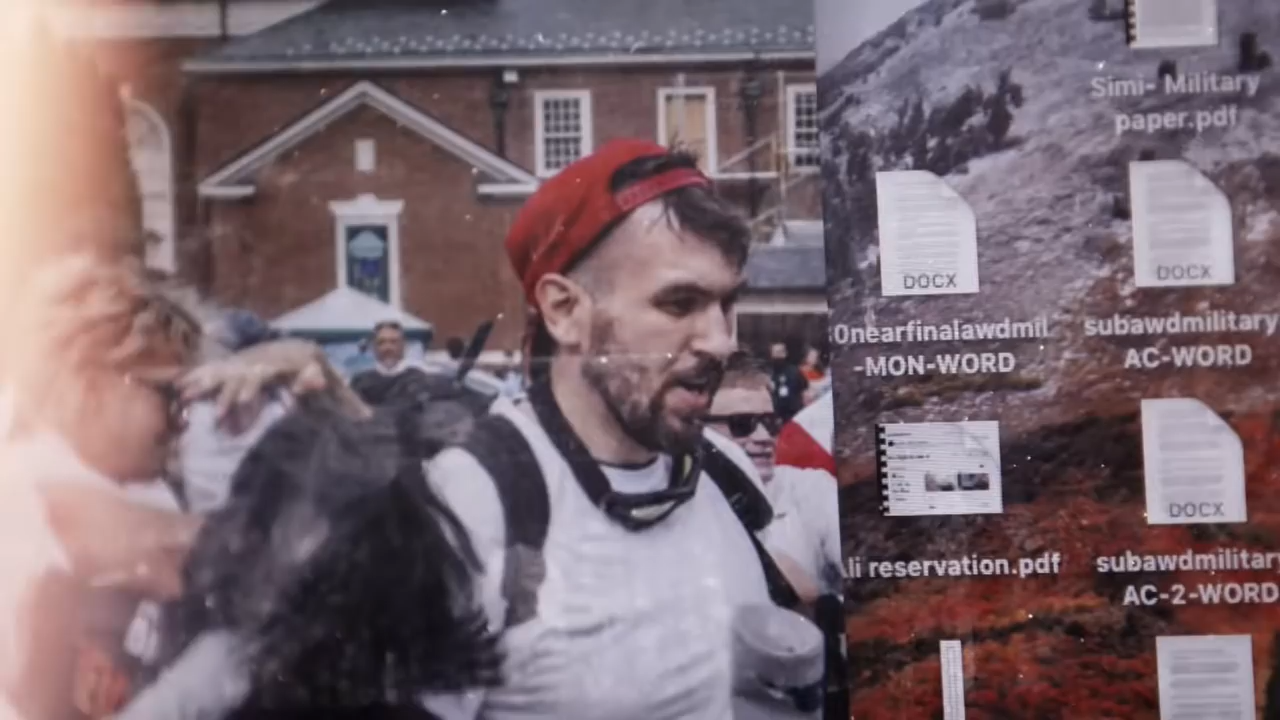 Simi- Military
paper.pdf
DOCX
0nearfinalawdmil
-MON-WORD
DOCX
subawdmilitary
AC-WORD
li reservation.pdf
DOCX
subawdmilitary
AC-2-WORD